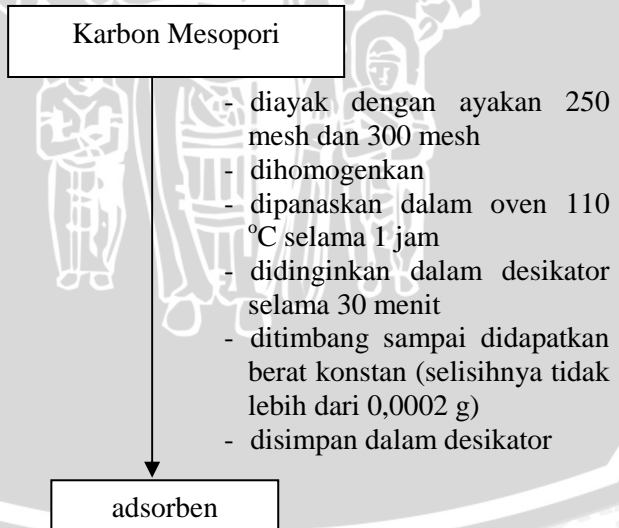 Karbon Mesopori
- diayak dengan ayakan 250
mesh dan 300 mesh
- dihomogenkan
- dipanaskan dalam oven 110
°C selama 1 jam
- didinginkan dalam desikator
selama 30 menit
- ditimbang sampai didapatkan
berat konstan (selisihnya tidak
lebih dari 0,0002 g)
- disimpan dalam desikator
adsorben